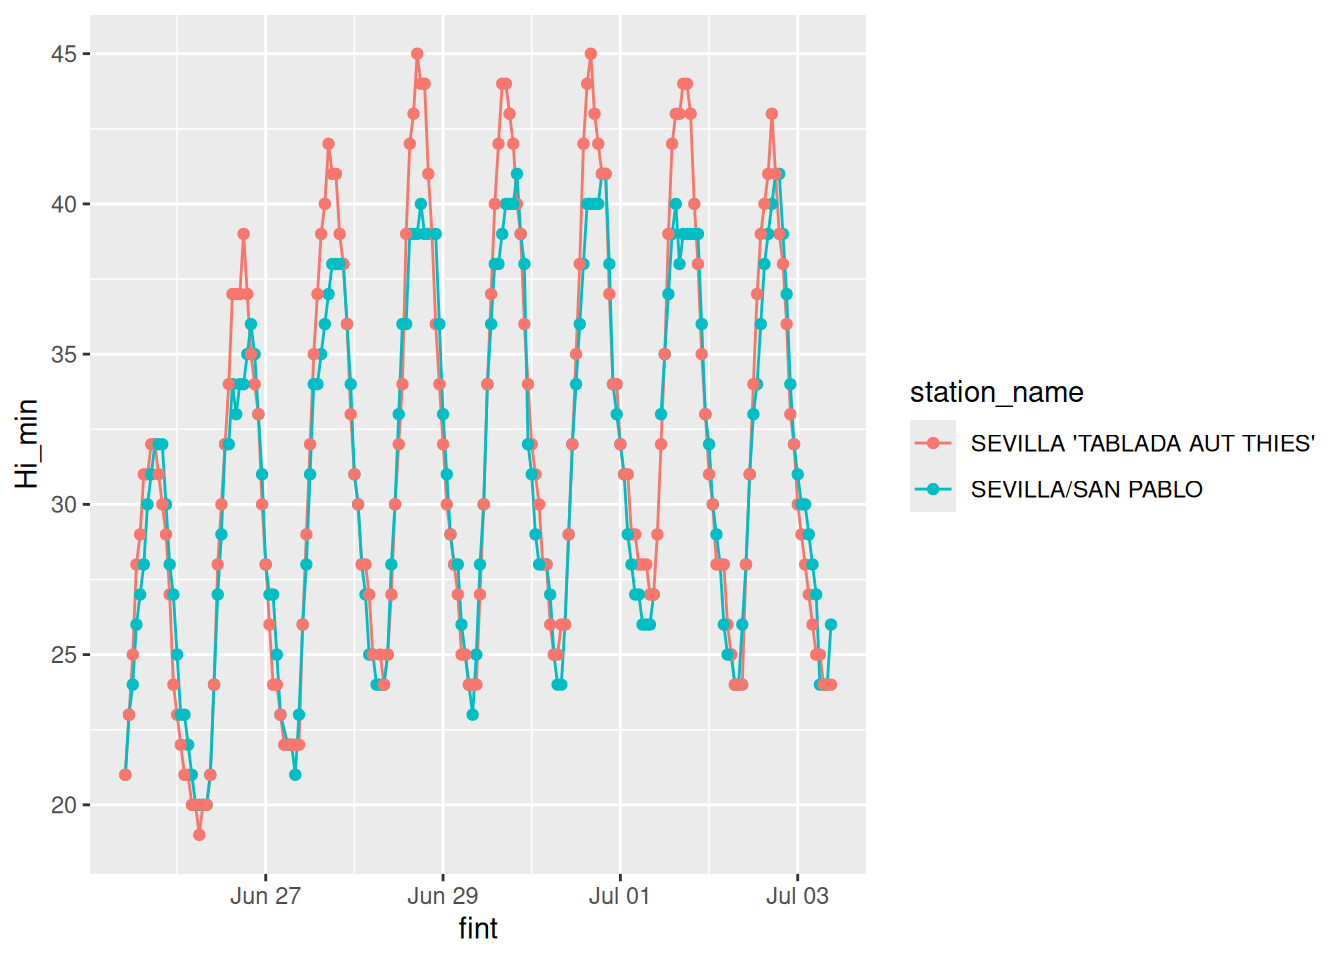 45
40
35
30
25
20
Hi_min
Jun 27
Jun 29
Jul 01
Jul 03
fint
station_name
SEVILLA 'TABLADA AUT THIES'
SEVILLA/SAN PABLO